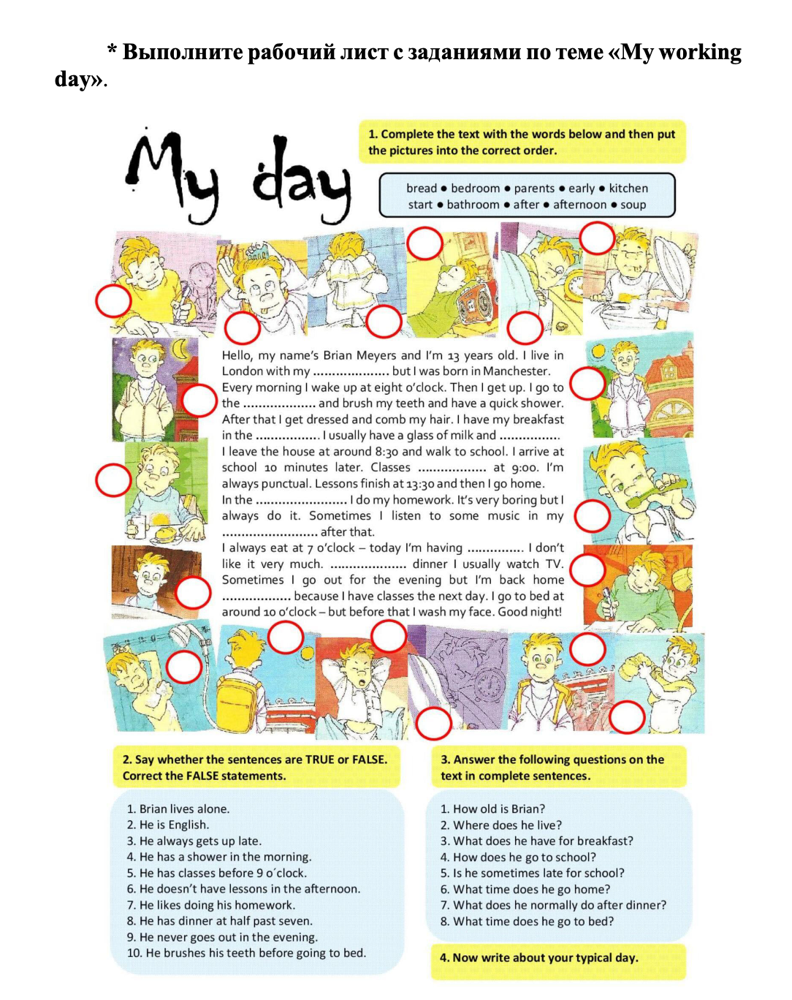 * Выполните рабочий лист с заданиями по теме «My working
day».
My day
1. Complete the text with the words below and then put
the pictures into the correct order.
bread ● bedroom ● parents ● early ● kitchen
start ● bathroom ● after ● afternoon ● soup
Hello, my name's Brian Meyers and I'm 13 years old. I live in
London with my .................... but I was born in Manchester.
Every morning I wake up at eight o'clock. Then I get up. I go to
the ................... and brush my teeth and have a quick shower.
After that I get dressed and comb my hair. I have my breakfast
in the ................. I usually have a glass of milk and ................
I leave the house at around 8:30 and walk to school. I arrive at
school 10 minutes later. Classes .................. at 9:00. I'm
always punctual. Lessons finish at 13:30 and then I go home.
In the ........................ I do my homework. It's very boring but I
always do it. Sometimes I listen to some music in my
......................... after that.
I always eat at 7 o'clock – today I'm having ............... I don't
like it very much. .................... dinner I usually watch TV.
Sometimes I go out for the evening but I'm back home
.................. because I have classes the next day. I go to bed at
around 10 o'clock – but before that I wash my face. Good night!
2. Say whether the sentences are TRUE or FALSE.
Correct the FALSE statements.
1. Brian lives alone.
2. He is English.
3. He always gets up late.
4. He has a shower in the morning.
5. He has classes before 9 o´clock.
6. He doesn't have lessons in the afternoon.
7. He likes doing his homework.
8. He has dinner at half past seven.
9. He never goes out in the evening.
10. He brushes his teeth before going to bed.
3. Answer the following questions on the
text in complete sentences.
1. How old is Brian?
2. Where does he live?
3. What does he have for breakfast?
4. How does he go to school?
5. Is he sometimes late for school?
6. What time does he go home?
7. What does he normally do after dinner?
8. What time does he go to bed?
4. Now write about your typical day.